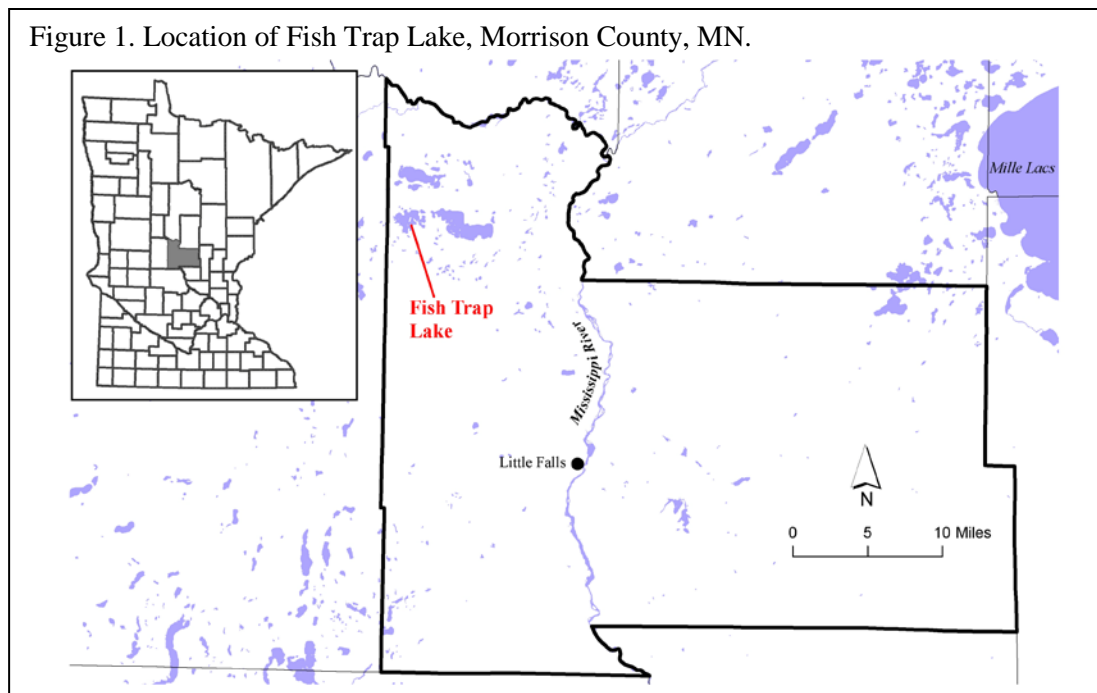 Figure 1. Location of Fish Trap Lake, Morrison County, MN.
Mille Lacs
Fish Trap
Lake
Mississippi River
Little Falls
N
0 5 10 Miles